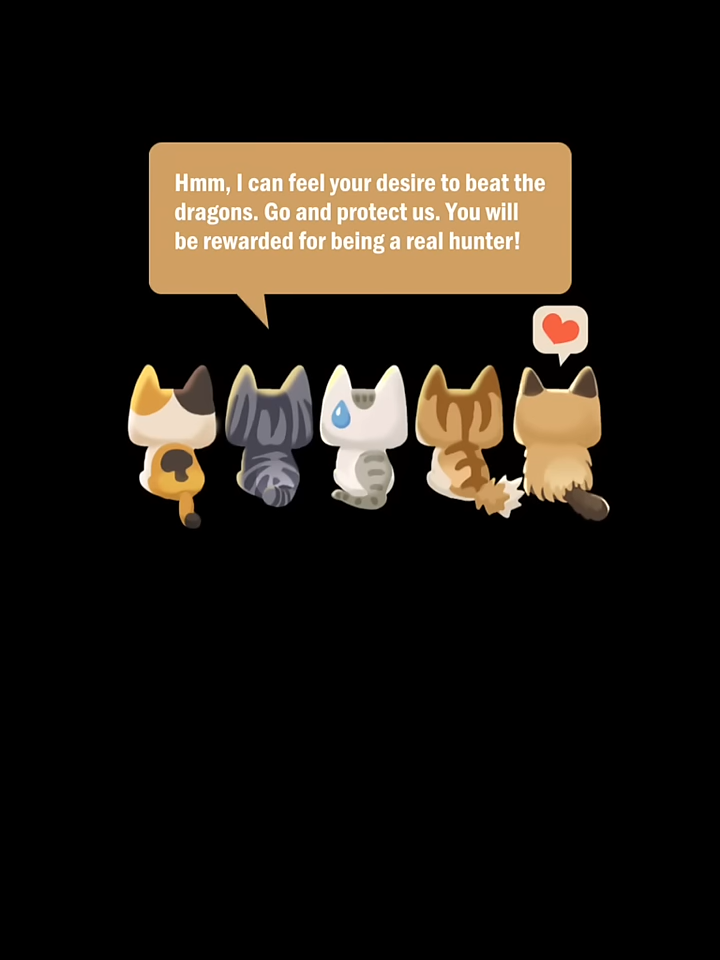 Hmm, I can feel your desire to beat the
dragons. Go and protect us. You will
be rewarded for being a real hunter!